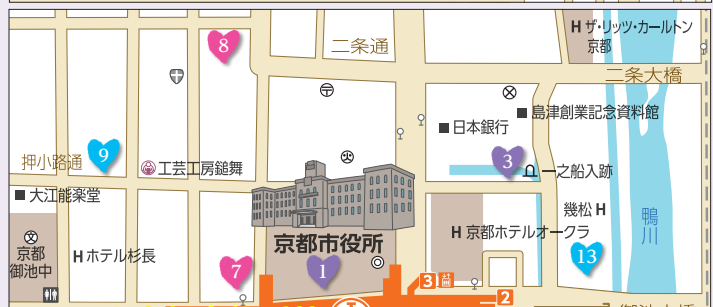 H ザ・リッツ・カールトン
京都
8
二条通
二条大橋
島津創業記念資料館
日本銀行
9
押小路通
工芸工房鎚舞
3
一之船入跡
大江能楽堂
幾松 H
鴨川
文
京都
御池中
H ホテル杉長
京都市役所
H 京都ホテルオークラ
7
1
13
3
2